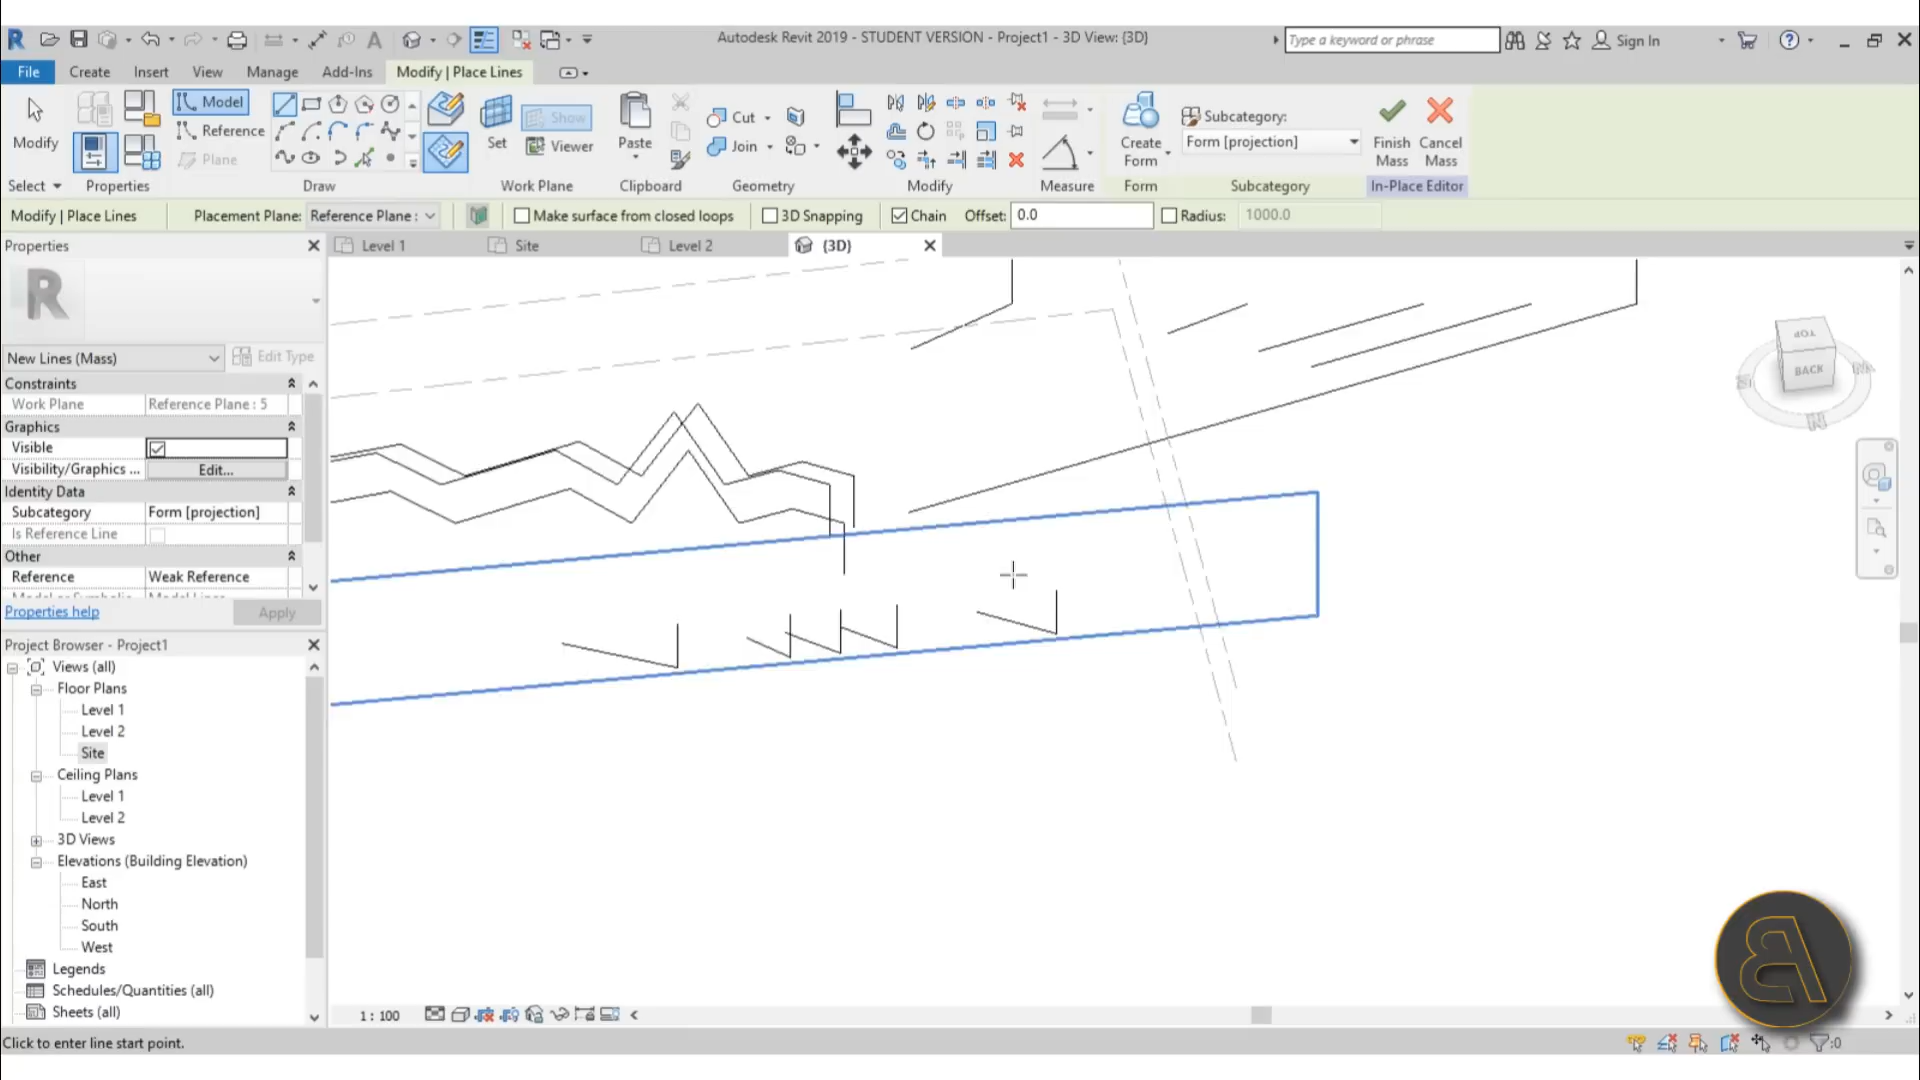 Autodesk Revit 2019 - STUDENT VERSION - Project1 - 3D View: {3D}
Type a keyword or phrase
Sign In
File Create Insert View Manage Add-Ins Modify | Place Lines
Modify
Model
Reference
Plane
Set
Show
Viewer
Paste
Cut
Join
Create
Form
Subcategory:
Form [projection]
Finish
Mass
Cancel
Mass
Select Properties Draw Work Plane Clipboard Geometry Modify Measure Form Subcategory In-Place Editor
Modify | Place Lines Placement Plane: Reference Plane : Make surface from closed loops 3D Snapping Chain Offset: 0.0 Radius: 1000.0
Properties
Level 1 Site Level 2 {3D}
R
New Lines (Mass) Edit Type
Constraints
Work Plane Reference Plane : 5
Graphics
Visible
Visibility/Graphics ... Edit...
Identity Data
Subcategory Form [projection]
Is Reference Line
Other
Reference Weak Reference
Properties help Apply
Project Browser - Project1
Views (all)
Floor Plans
Level 1
Level 2
Site
Ceiling Plans
Level 1
Level 2
3D Views
Elevations (Building Elevation)
East
North
South
West
Legends
Schedules/Quantities (all)
Sheets (all)
TOP
BACK
N
1 : 100
Click to enter line start point.
:0